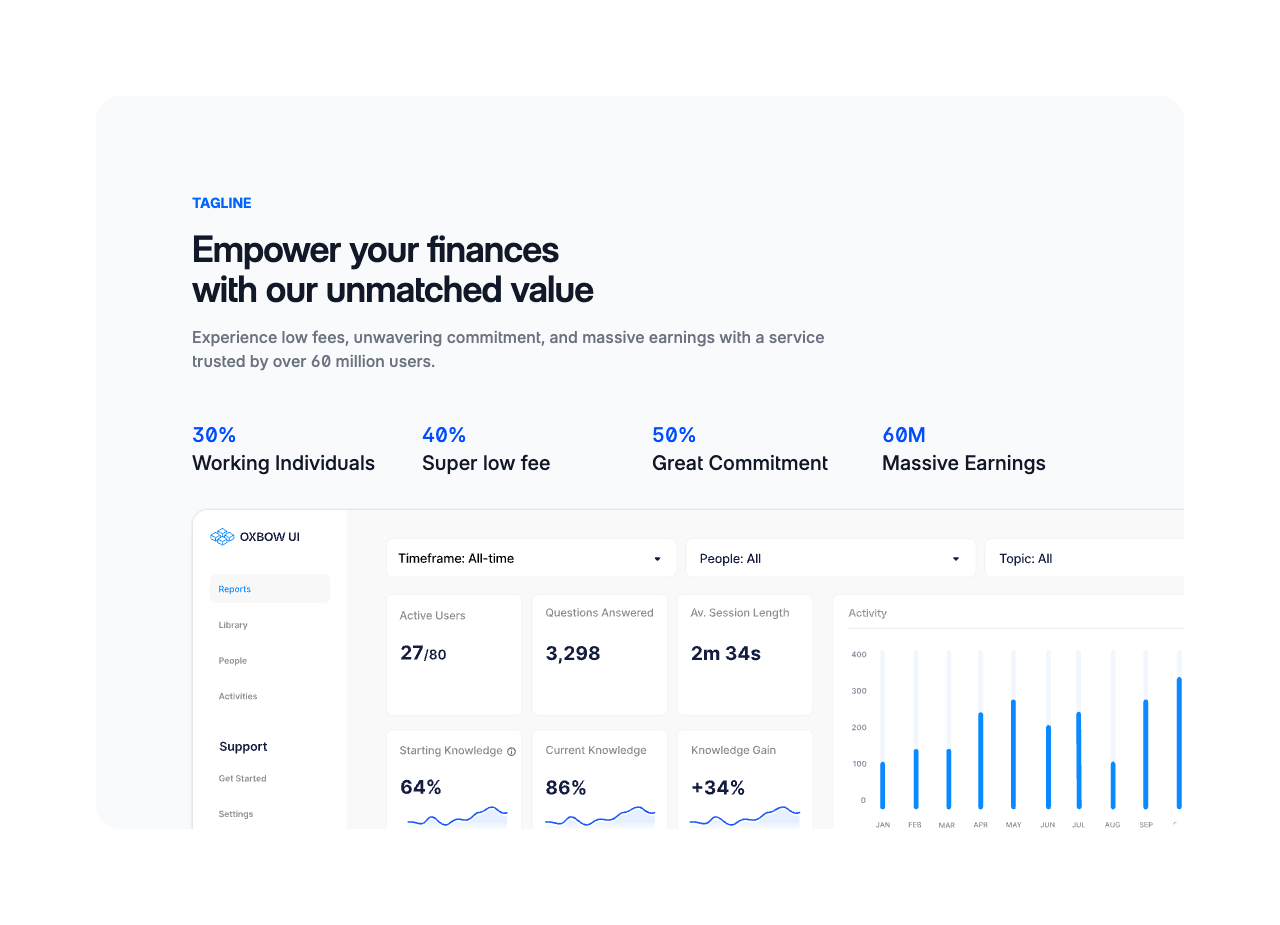 TAGLINE
Empower your finances
with our unmatched value
Experience low fees, unwavering commitment, and massive earnings with a service
trusted by over 60 million users.
30%
Working Individuals
40%
Super low fee
50%
Great Commitment
60M
Massive Earnings
OXBOW UI
Reports
Library
People
Activities
Support
Get Started
Settings
Timeframe: All-time
People: All
Topic: All
Active Users
27/80
Questions Answered
3,298
Av. Session Length
2m 34s
Starting Knowledge
64%
Current Knowledge
86%
Knowledge Gain
+34%
Activity
400
300
200
100
0
JAN FEB MAR APR MAY JUN JUL AUG SEP